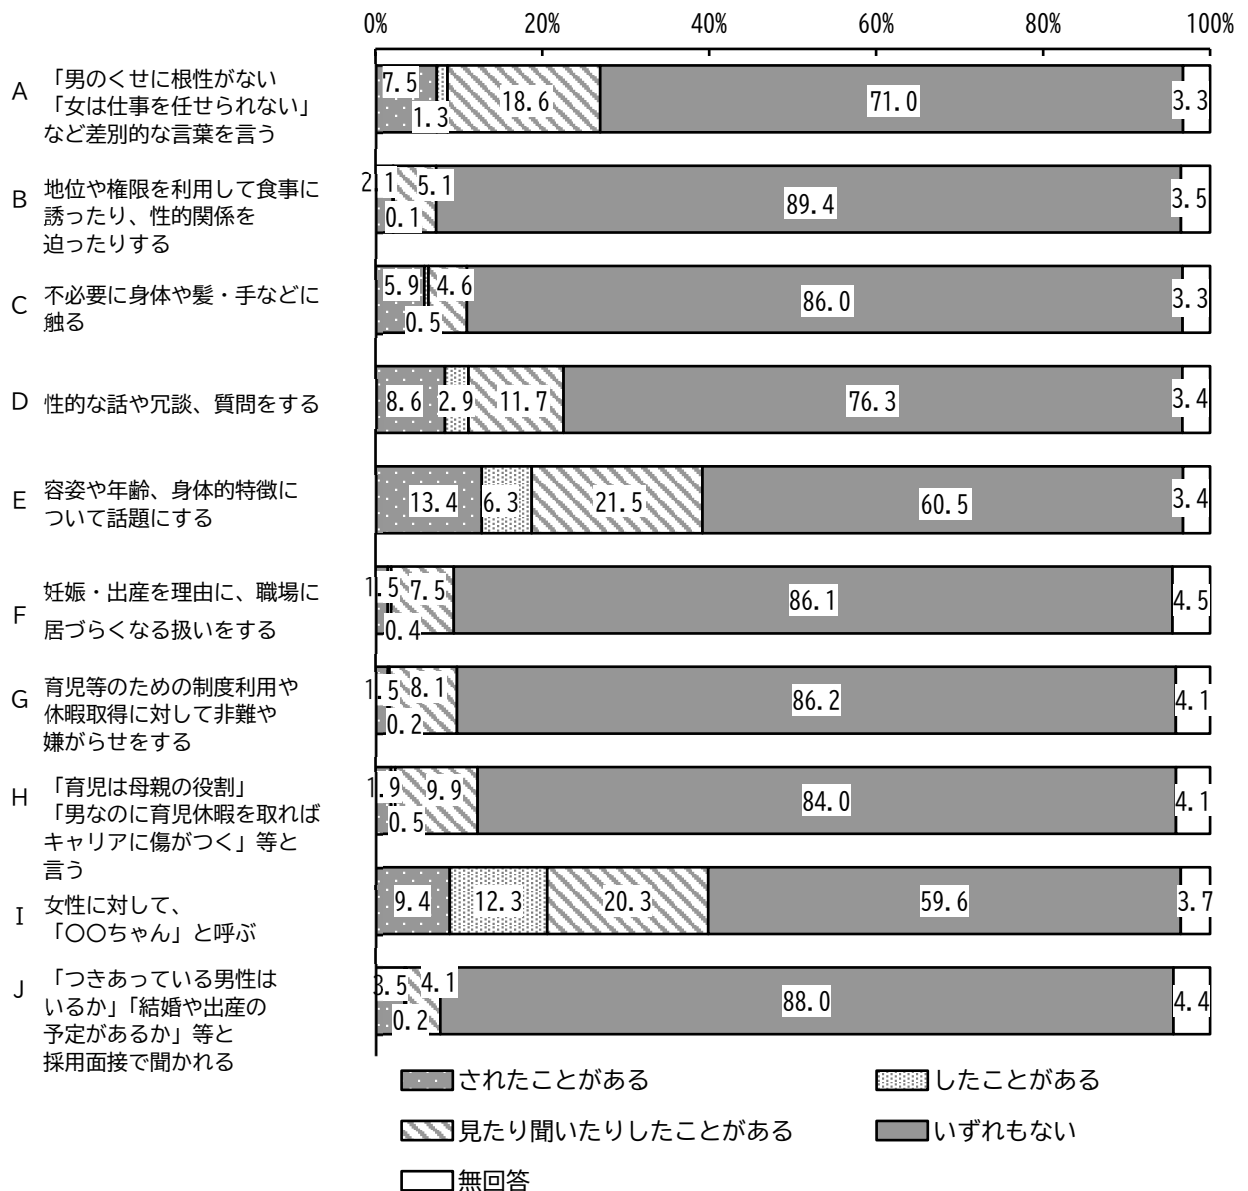 0% 20% 40% 60% 80% 100%
A 「男のくせに根性がない
「女は仕事を任せられない」
など差別的な言葉を言う
7.5 1.3 18.6 71.0 3.3
B 地位や権限を利用して食事に
誘ったり、性的関係を
迫ったりする
2.1 0.1 5.1 89.4 3.5
C 不必要に身体や髪・手などに
触る
5.9 0.5 4.6 86.0 3.3
D 性的な話や冗談、質問をする
8.6 2.9 11.7 76.3 3.4
E 容姿や年齢、身体的特徴に
ついて話題にする
13.4 6.3 21.5 60.5 3.4
F 妊娠・出産を理由に、職場に
居づらくなる扱いをする
1.5 0.4 7.5 86.1 4.5
G 育児等のための制度利用や
休暇取得に対して非難や
嫌がらせをする
1.5 0.2 8.1 86.2 4.1
H 「育児は母親の役割」
「男なのに育児休暇を取れば
キャリアに傷がつく」等と
言う
1.9 0.5 9.9 84.0 4.1
I 女性に対して、
「〇〇ちゃん」と呼ぶ
9.4 12.3 20.3 59.6 3.7
J 「つきあっている男性は
いるか」「結婚や出産の
予定があるか」等と
採用面接で聞かれる
3.5 0.2 4.1 88.0 4.4
されたことがある したことがある
見たり聞いたりしたことがある いずれもない
無回答